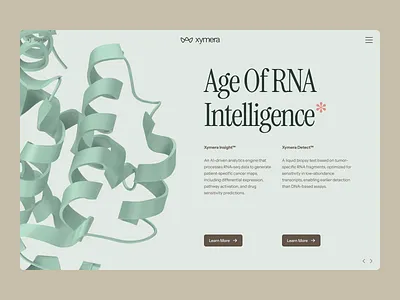 xymera
Age Of RNA
Intelligence*
Xymera Insight™
An AI-driven analytics engine that
processes RNA-seq data to generate
patient-specific cancer maps,
including differential expression,
pathway activation, and drug
sensitivity predictions.
Learn More →
Xymera Detect™
A liquid biopsy test based on tumor-
specific RNA fragments, optimized for
sensitivity in low-abundance
transcripts, enabling earlier detection
than DNA-based assays.
Learn More →